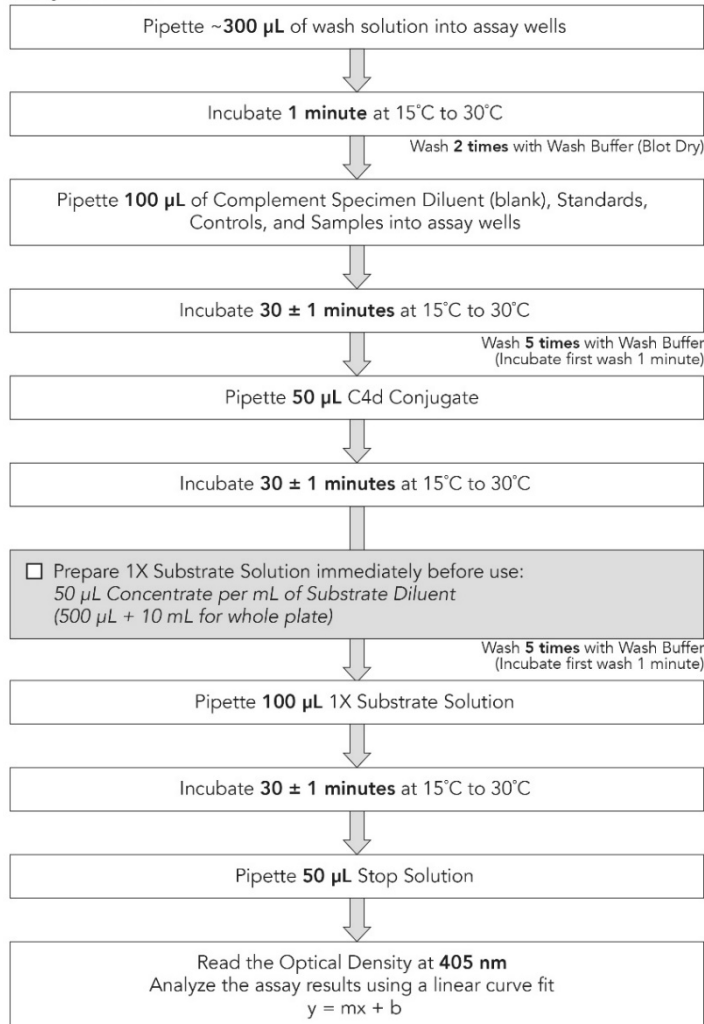 Pipette ~300 µL of wash solution into assay wells
Incubate 1 minute at 15°C to 30°C
Wash 2 times with Wash Buffer (Blot Dry)
Pipette 100 µL of Complement Specimen Diluent (blank), Standards,
Controls, and Samples into assay wells
Incubate 30 ± 1 minutes at 15°C to 30°C
Wash 5 times with Wash Buffer
(Incubate first wash 1 minute)
Pipette 50 µL C4d Conjugate
Incubate 30 ± 1 minutes at 15°C to 30°C
Prepare 1X Substrate Solution immediately before use:
50 µL Concentrate per mL of Substrate Diluent
(500 µL + 10 mL for whole plate)
Wash 5 times with Wash Buffer
(Incubate first wash 1 minute)
Pipette 100 µL 1X Substrate Solution
Incubate 30 ± 1 minutes at 15°C to 30°C
Pipette 50 µL Stop Solution
Read the Optical Density at 405 nm
Analyze the assay results using a linear curve fit
y = mx + b